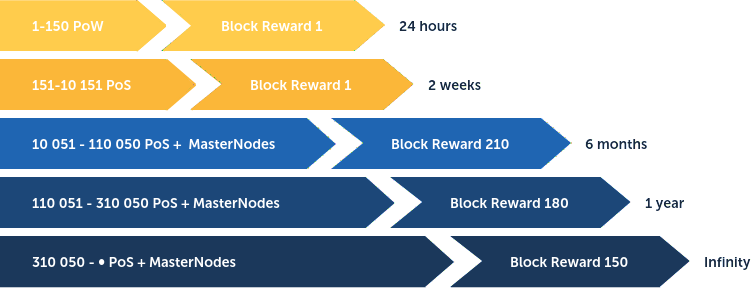 1-150 PoW Block Reward 1 24 hours
151-10 151 PoS Block Reward 1 2 weeks
10 051 - 110 050 PoS + MasterNodes Block Reward 210 6 months
110 051 - 310 050 PoS + MasterNodes Block Reward 180 1 year
310 050 - • PoS + MasterNodes Block Reward 150 Infinity